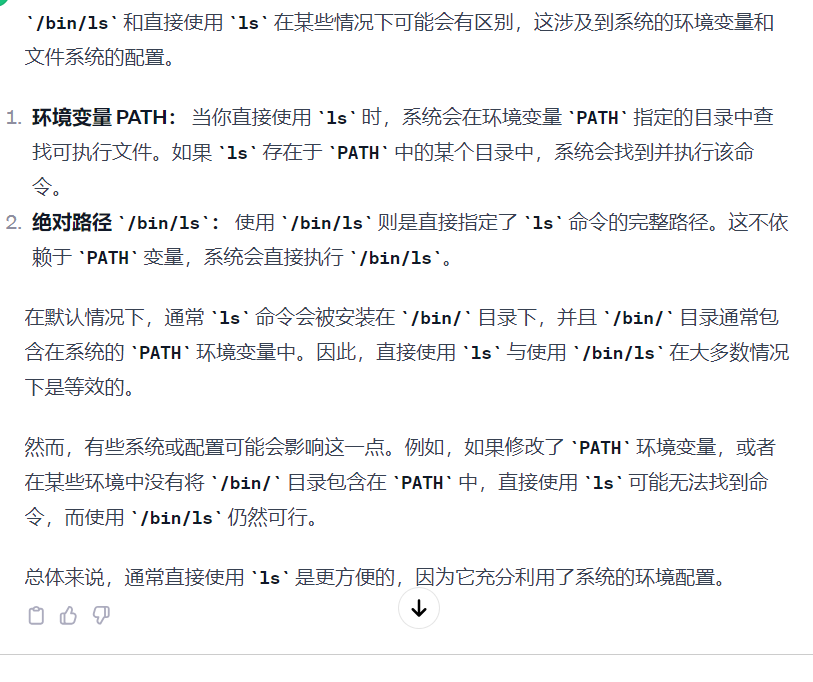 `/bin/ls` 和直接使用 `ls` 在某些情况下可能会有区别，这涉及到系统的环境变量和
文件系统的配置。
1. 环境变量 PATH： 当你直接使用 `ls` 时，系统会在环境变量 `PATH` 指定的目录中查
找可执行文件。如果 `ls` 存在于 `PATH` 中的某个目录中，系统会找到并执行该命
令。
2. 绝对路径 `/bin/ls`： 使用 `/bin/ls` 则是直接指定了 `ls` 命令的完整路径。这不依
赖于 `PATH` 变量，系统会直接执行 `/bin/ls`。
在默认情况下，通常 `ls` 命令会被安装在 `/bin/` 目录下，并且 `/bin/` 目录通常包
含在系统的 `PATH` 环境变量中。因此，直接使用 `ls` 与使用 `/bin/ls` 在大多数情况
下是等效的。
然而，有些系统或配置可能会影响这一点。例如，如果修改了 `PATH` 环境变量，或者
在某些环境中没有将 `/bin/` 目录包含在 `PATH` 中，直接使用 `ls` 可能无法找到命
令，而使用 `/bin/ls` 仍然可行。
总体来说，通常直接使用 `ls` 是更方便的，因为它充分利用了系统的环境配置。